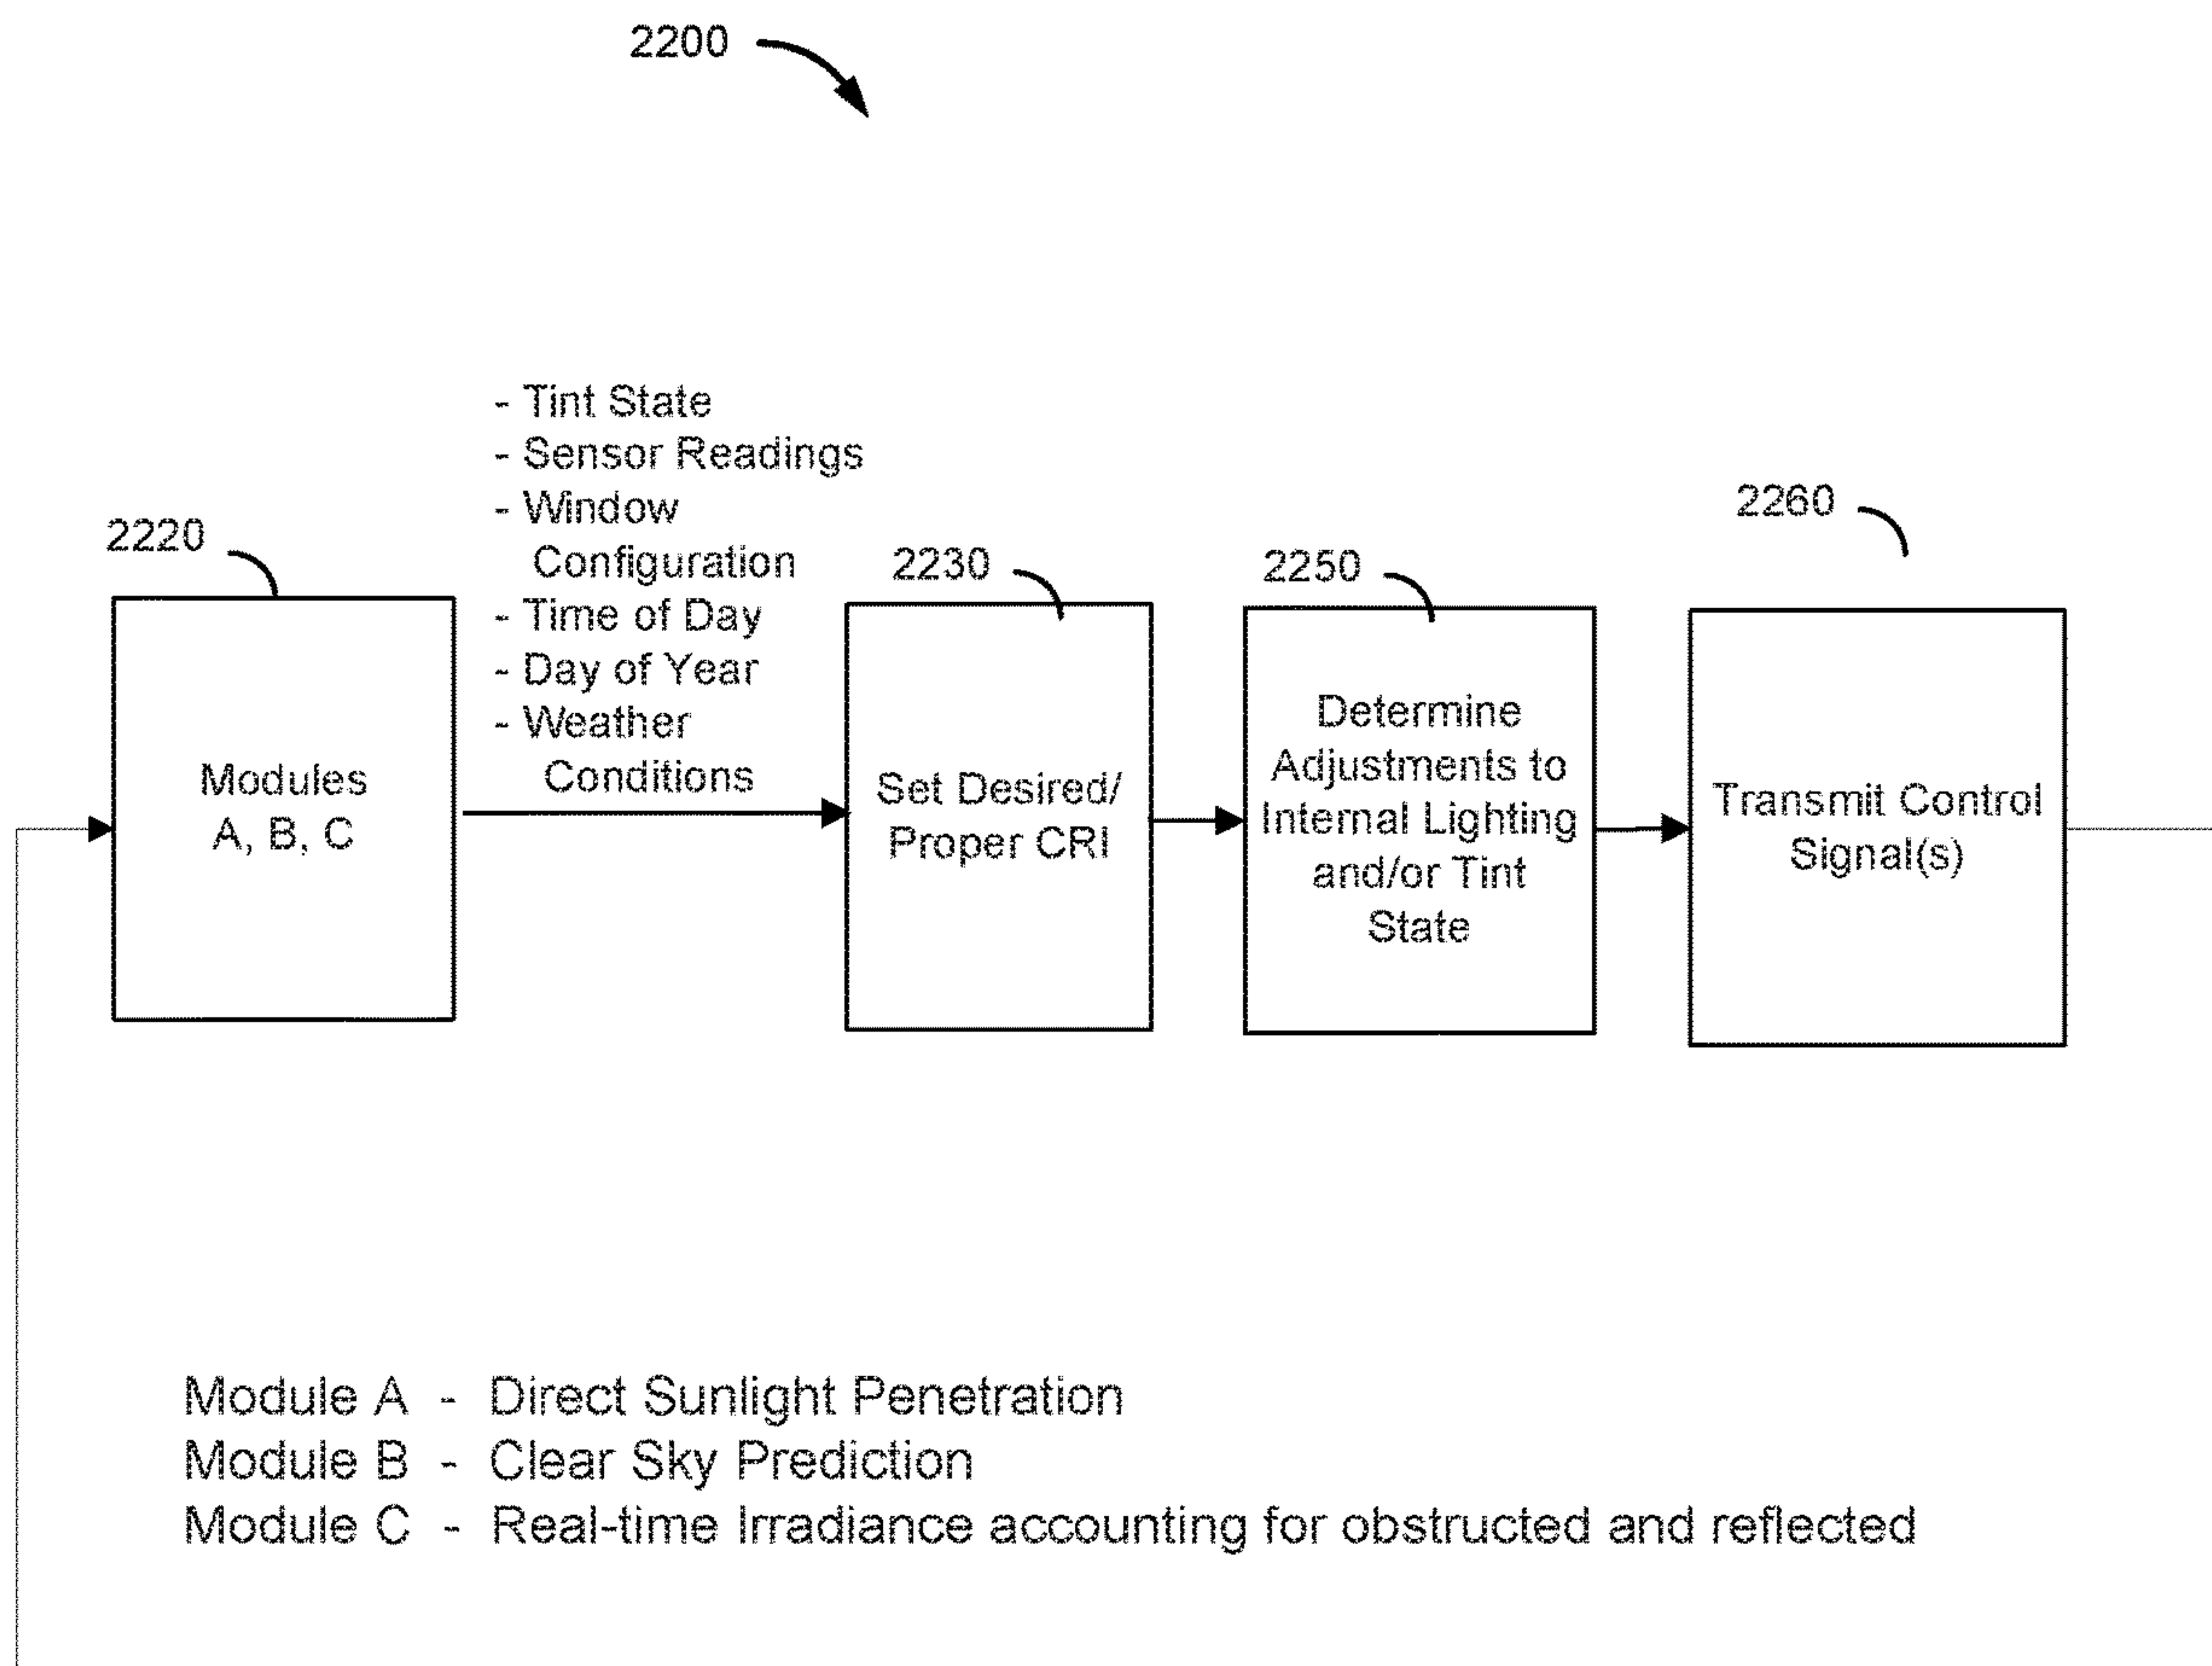 2200
- Tint State
- Sensor Readings
- Window
Configuration
- Time of Day
- Day of Year
- Weather
Conditions
2220
Modules
A, B, C
2230
Set Desired/
Proper CRI
2250
Determine
Adjustments to
Internal Lighting
and/or Tint
State
2260
Transmit Control
Signal(s)
Module A - Direct Sunlight Penetration
Module B - Clear Sky Prediction
Module C - Real-time Irradiance accounting for obstructed and reflected